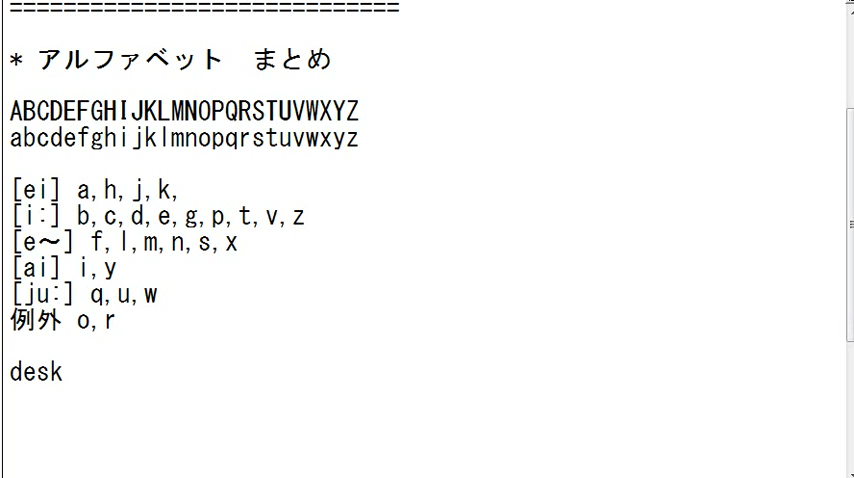 =============================
* アルファベット　まとめ
ABCDEFGHIJKLMNOPQRSTUVWXYZ
abcdefghijklmnopqrstuvwxyz
[ei] a,h,j,k,
[i:] b,c,d,e,g,p,t,v,z
[e～] f,l,m,n,s,x
[ai] i,y
[ju:] q,u,w
例外 o,r
desk